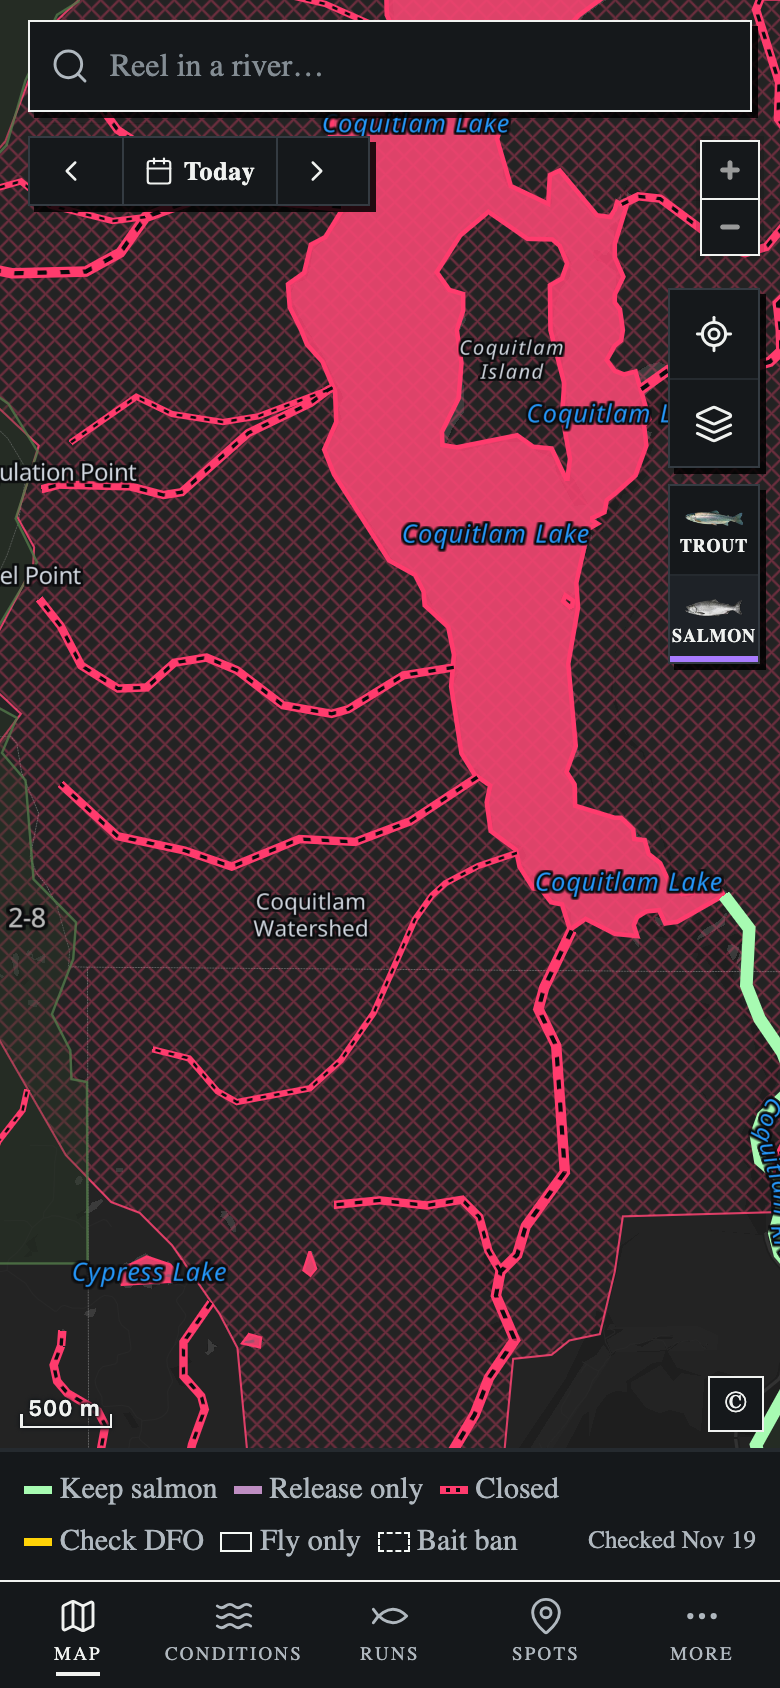 Reel in a river…
Coquitlam Lake
Today
Coquitlam
Island
Coquitlam L
ulation Point
Coquitlam Lake
TROUT
el Point
SALMON
Coquitlam Lake
Coquitlam
Watershed
2-8
Coquitlam R
Cypress Lake
500 m
©
Keep salmon
Release only
Closed
Check DFO
Fly only
Bait ban
Checked Nov 19
MAP
CONDITIONS
RUNS
SPOTS
MORE